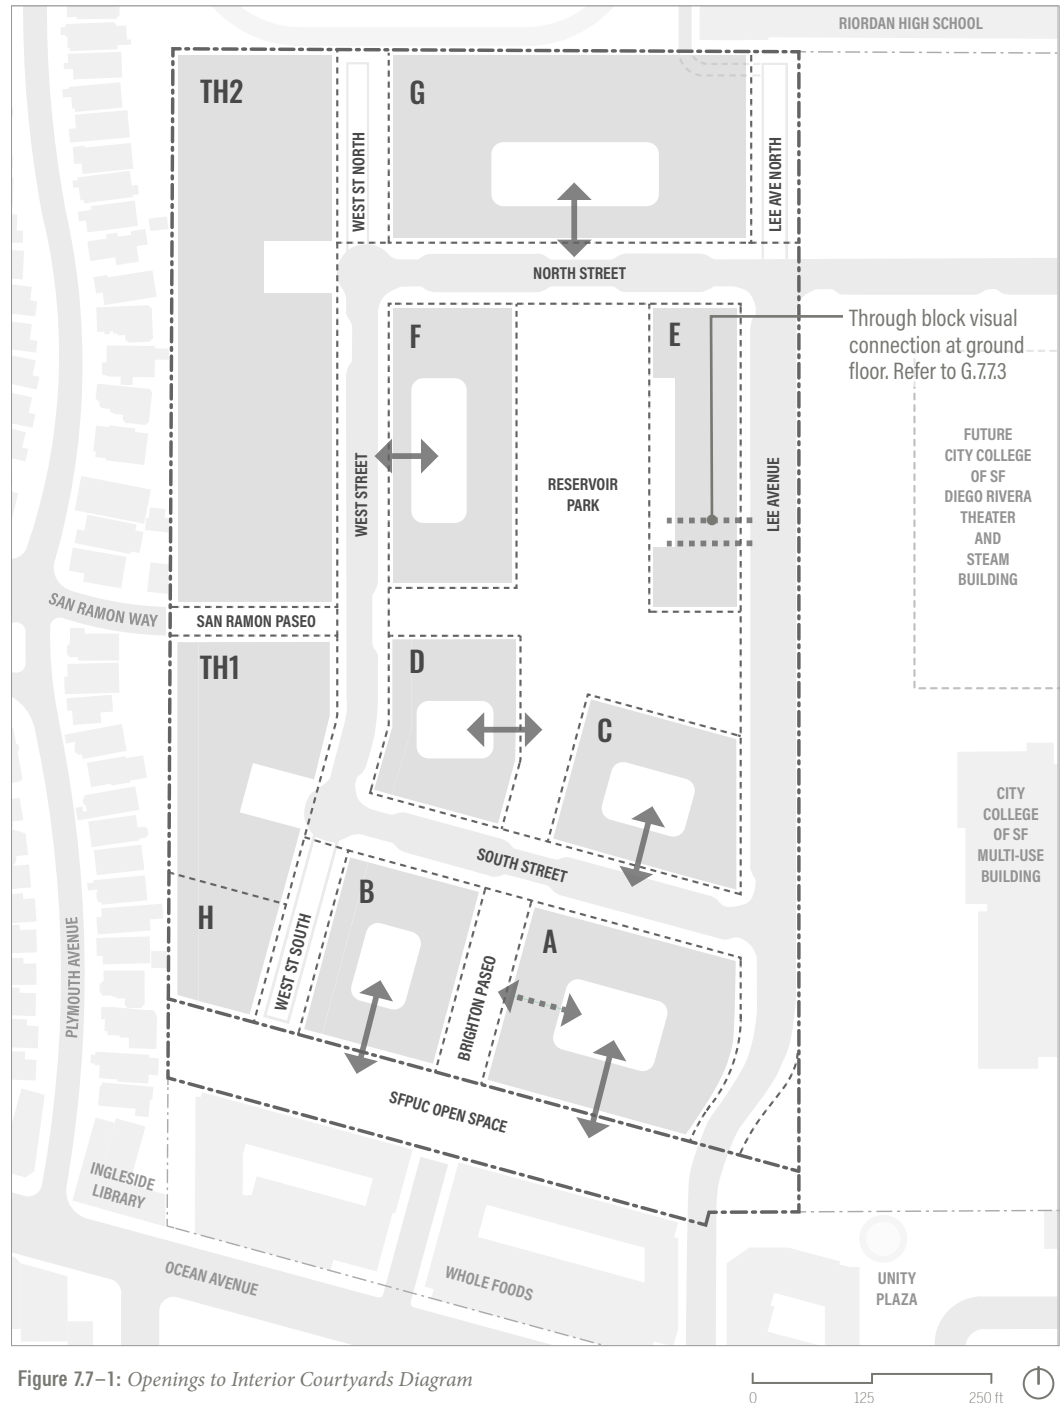 RIORDAN HIGH SCHOOL
TH2
G
WEST ST NORTH
LEE AVE NORTH
NORTH STREET
F
E
Through block visual
connection at ground
floor. Refer to G.7.7.3
WEST STREET
RESERVOIR
PARK
LEE AVENUE
FUTURE
CITY COLLEGE
OF SF
DIEGO RIVERA
THEATER
AND
STEAM
BUILDING
SAN RAMON WAY
SAN RAMON PASEO
TH1
D
C
CITY
COLLEGE
OF SF
MULTI-USE
BUILDING
SOUTH STREET
B
H
A
PLYMOUTH AVENUE
WEST ST SOUTH
BRIGHTON PASEO
SFPUC OPEN SPACE
INGLESIDE
LIBRARY
OCEAN AVENUE
WHOLE FOODS
UNITY
PLAZA
Figure 7.7–1: Openings to Interior Courtyards Diagram
0 125 250 ft